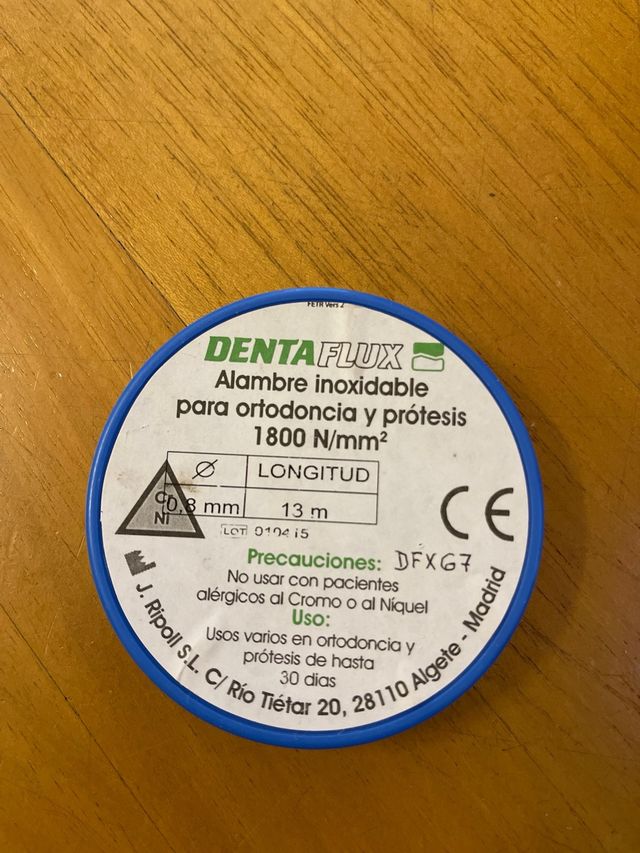 FETR Vers 2
DENTAFLUX
Alambre inoxidable
para ortodoncia y prótesis
1800 N/mm²
Ø LONGITUD
0,8 mm 13 m
NI
LOT 010415
Precauciones: DFXG7
No usar con pacientes
alérgicos al Cromo o al Níquel
Uso:
Usos varios en ortodoncia y
prótesis de hasta
30 dias
CE
J. Ripoll S.L. C/ Río Tiétar 20, 28110 Algete - Madrid